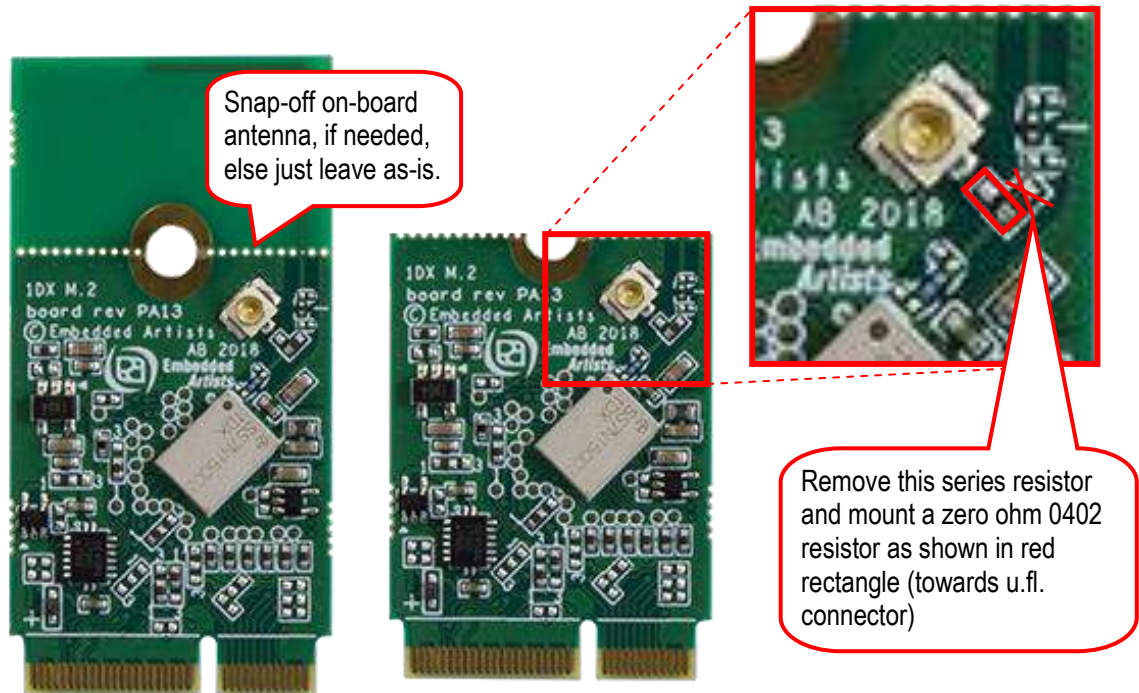 Snap-off on-board
antenna, if needed,
else just leave as-is.
1DX M.2
board rev PA13
© Embedded Artists
AB 2018
Embedded
Artists
1DX M.2
board rev PA13
© Embedded Artists
AB 2018
Embedded
Artists
3
tists
AB 2018
Embedded
Artists
Remove this series resistor
and mount a zero ohm 0402
resistor as shown in red
rectangle (towards u.fl.
connector)